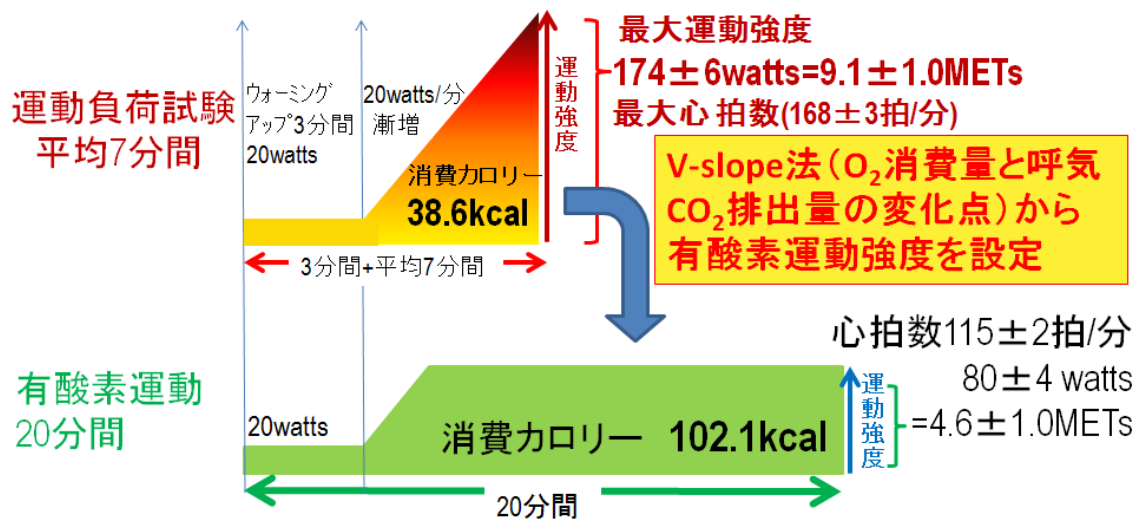 最大運動強度
174±6watts=9.1±1.0METs
最大心拍数(168±3拍/分)
運動負荷試験
平均7分間
ウォーミング
アップ3分間
20watts
20watts/分
漸増
運動強度
消費カロリー
38.6kcal
3分間+平均7分間
V-slope法（O₂消費量と呼気
CO₂排出量の変化点）から
有酸素運動強度を設定
心拍数115±2拍/分
80±4 watts
=4.6±1.0METs
有酸素運動
20分間
20watts
消費カロリー 102.1kcal
運動強度
20分間